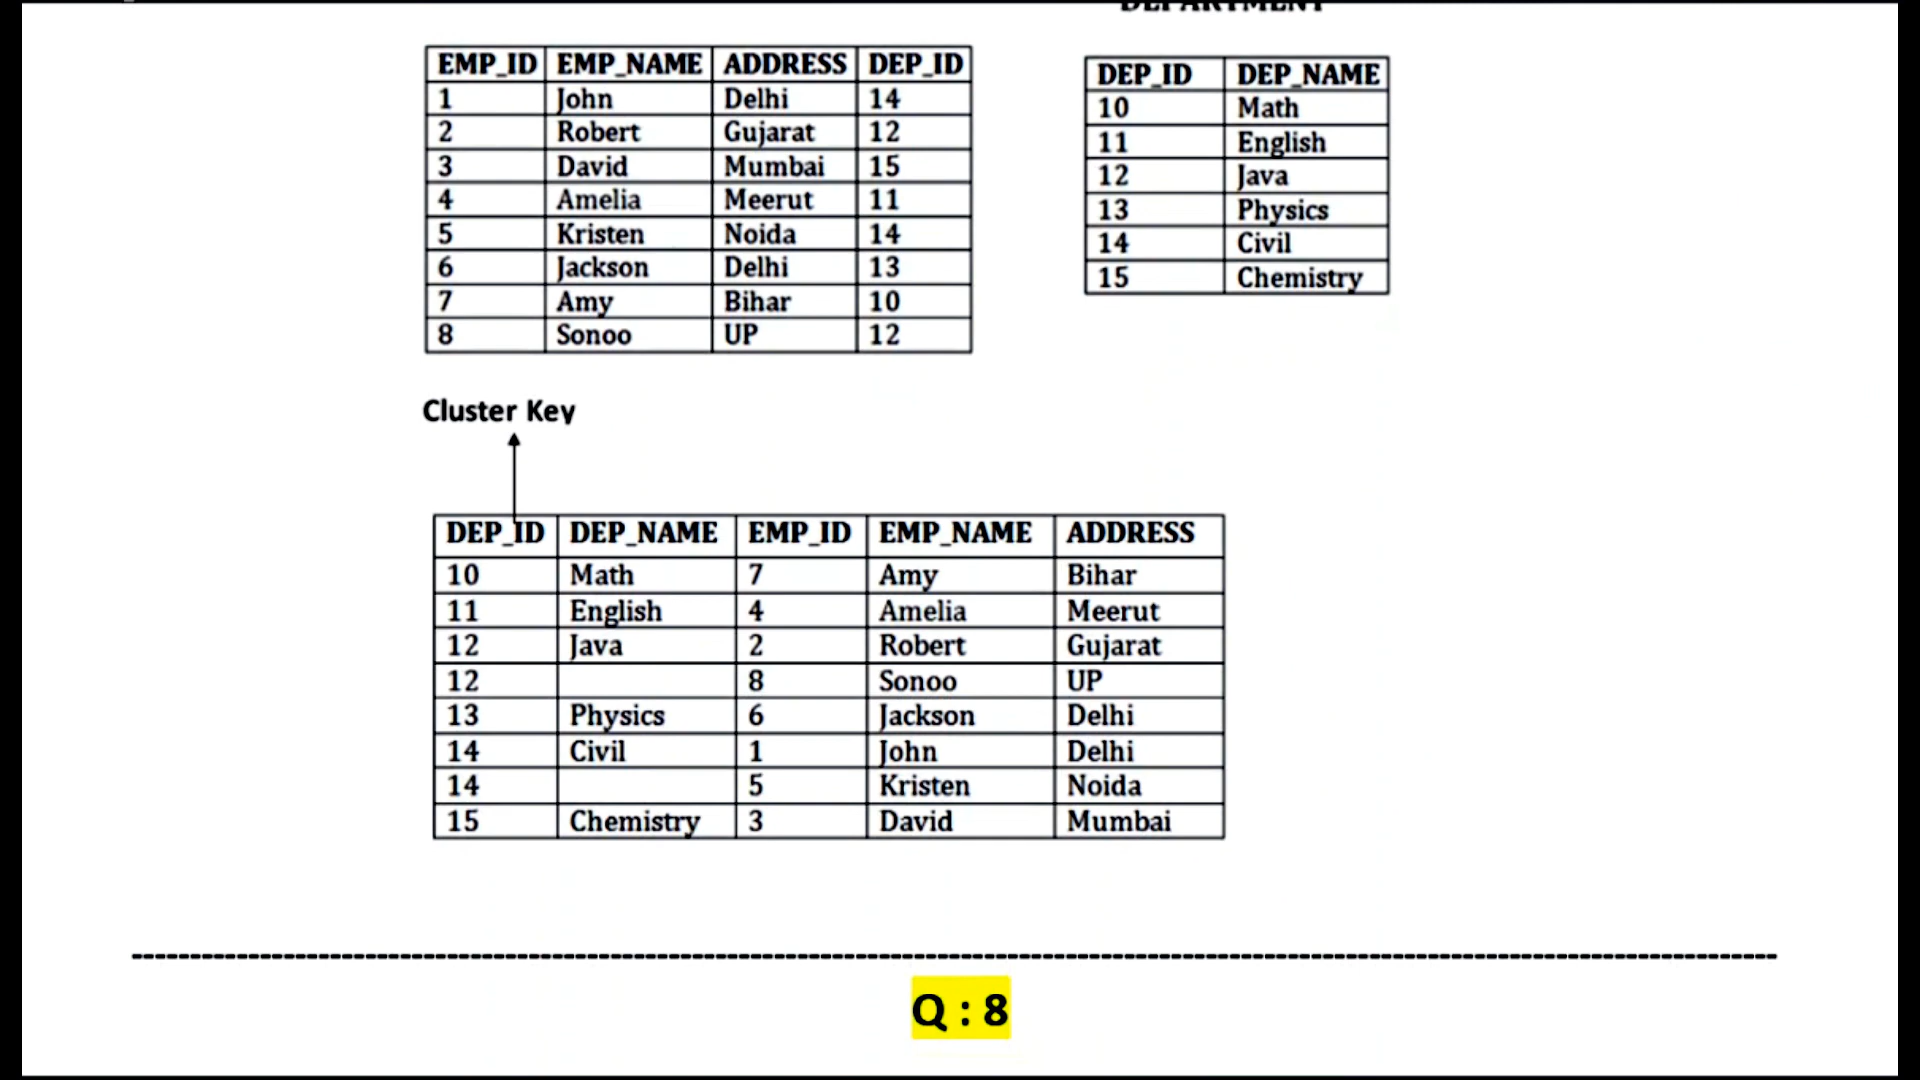 DEPARTMENT
EMP_ID EMP_NAME ADDRESS DEP_ID
1 John Delhi 14
2 Robert Gujarat 12
3 David Mumbai 15
4 Amelia Meerut 11
5 Kristen Noida 14
6 Jackson Delhi 13
7 Amy Bihar 10
8 Sonoo UP 12
DEP_ID DEP_NAME
10 Math
11 English
12 Java
13 Physics
14 Civil
15 Chemistry
Cluster Key
DEP_ID DEP_NAME EMP_ID EMP_NAME ADDRESS
10 Math 7 Amy Bihar
11 English 4 Amelia Meerut
12 Java 2 Robert Gujarat
12 8 Sonoo UP
13 Physics 6 Jackson Delhi
14 Civil 1 John Delhi
14 5 Kristen Noida
15 Chemistry 3 David Mumbai
Q : 8